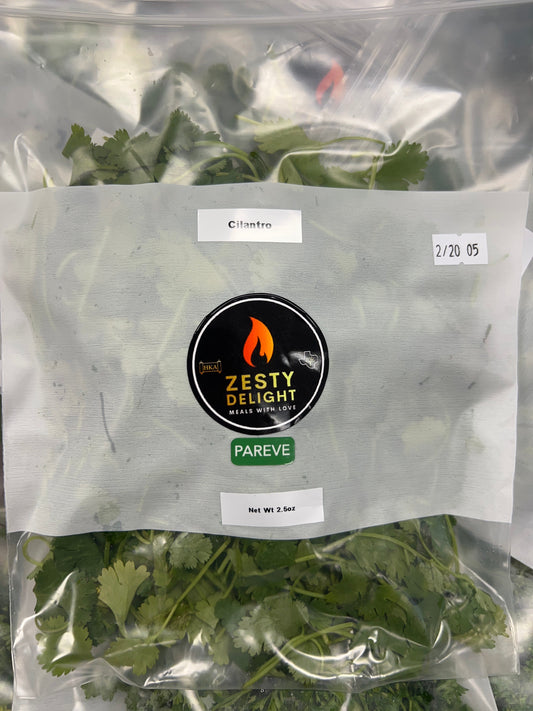 Cilantro
2/20 05
HKA
ZESTY
DELIGHT
MEALS WITH LOVE
PAREVE
Net Wt 2.5oz